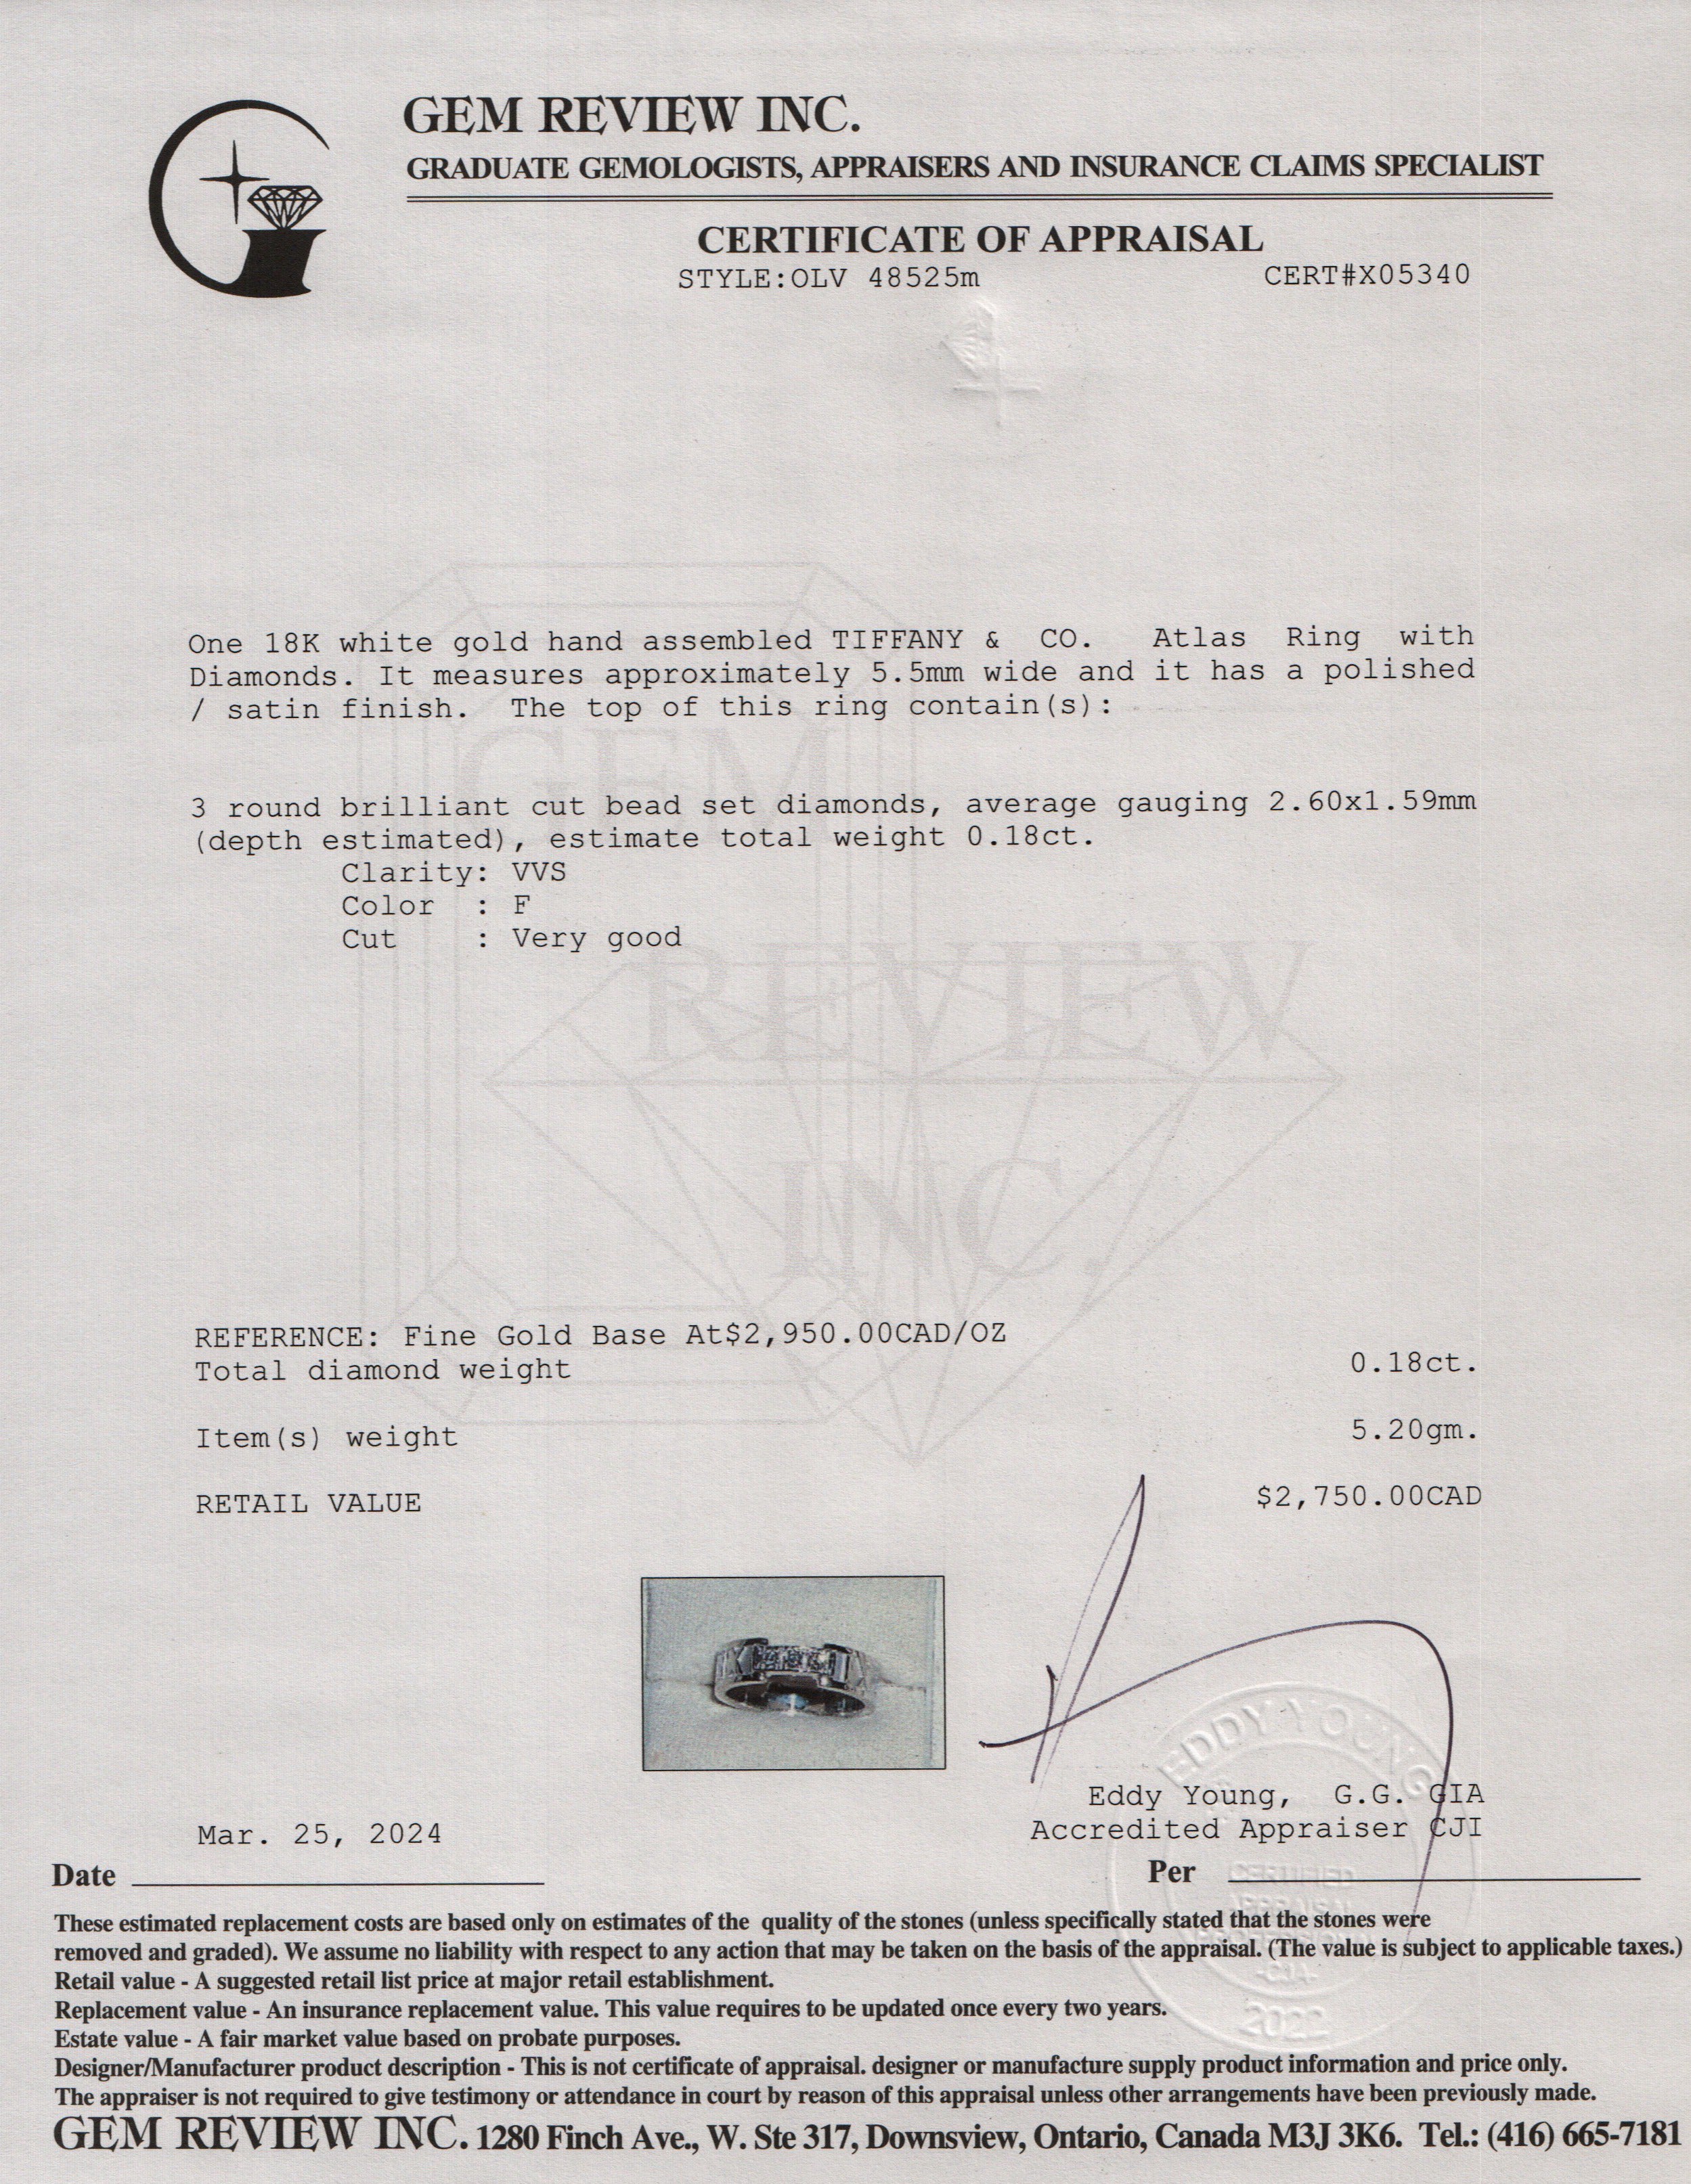 GEM REVIEW INC.
GRADUATE GEMOLOGISTS, APPRAISERS AND INSURANCE CLAIMS SPECIALIST
CERTIFICATE OF APPRAISAL
STYLE:OLV 48525m CERT#X05340
One 18K white gold hand assembled TIFFANY & CO. Atlas Ring with
Diamonds. It measures approximately 5.5mm wide and it has a polished
/ satin finish. The top of this ring contain(s):
GEM
3 round brilliant cut bead set diamonds, average gauging 2.60x1.59mm
(depth estimated), estimate total weight 0.18ct.
Clarity: VVS
Color : F
Cut : Very good
REVIEW
INC.
REFERENCE: Fine Gold Base At$2,950.00CAD/OZ
Total diamond weight 0.18ct.
Item(s) weight 5.20gm.
RETAIL VALUE $2,750.00CAD
EDDY YOUNG
Eddy Young, G.G. GIA
Mar. 25, 2024 Accredited Appraiser CJI
Date Per
CERTIFIED
APPRAISAL
PROFESSIONAL
2022
These estimated replacement costs are based only on estimates of the quality of the stones (unless specifically stated that the stones were
removed and graded). We assume no liability with respect to any action that may be taken on the basis of the appraisal. (The value is subject to applicable taxes.)
Retail value - A suggested retail list price at major retail establishment.
Replacement value - An insurance replacement value. This value requires to be updated once every two years.
Estate value - A fair market value based on probate purposes.
Designer/Manufacturer product description - This is not certificate of appraisal. designer or manufacture supply product information and price only.
The appraiser is not required to give testimony or attendance in court by reason of this appraisal unless other arrangements have been previously made.
GEM REVIEW INC. 1280 Finch Ave., W. Ste 317, Downsview, Ontario, Canada M3J 3K6. Tel.: (416) 665-7181